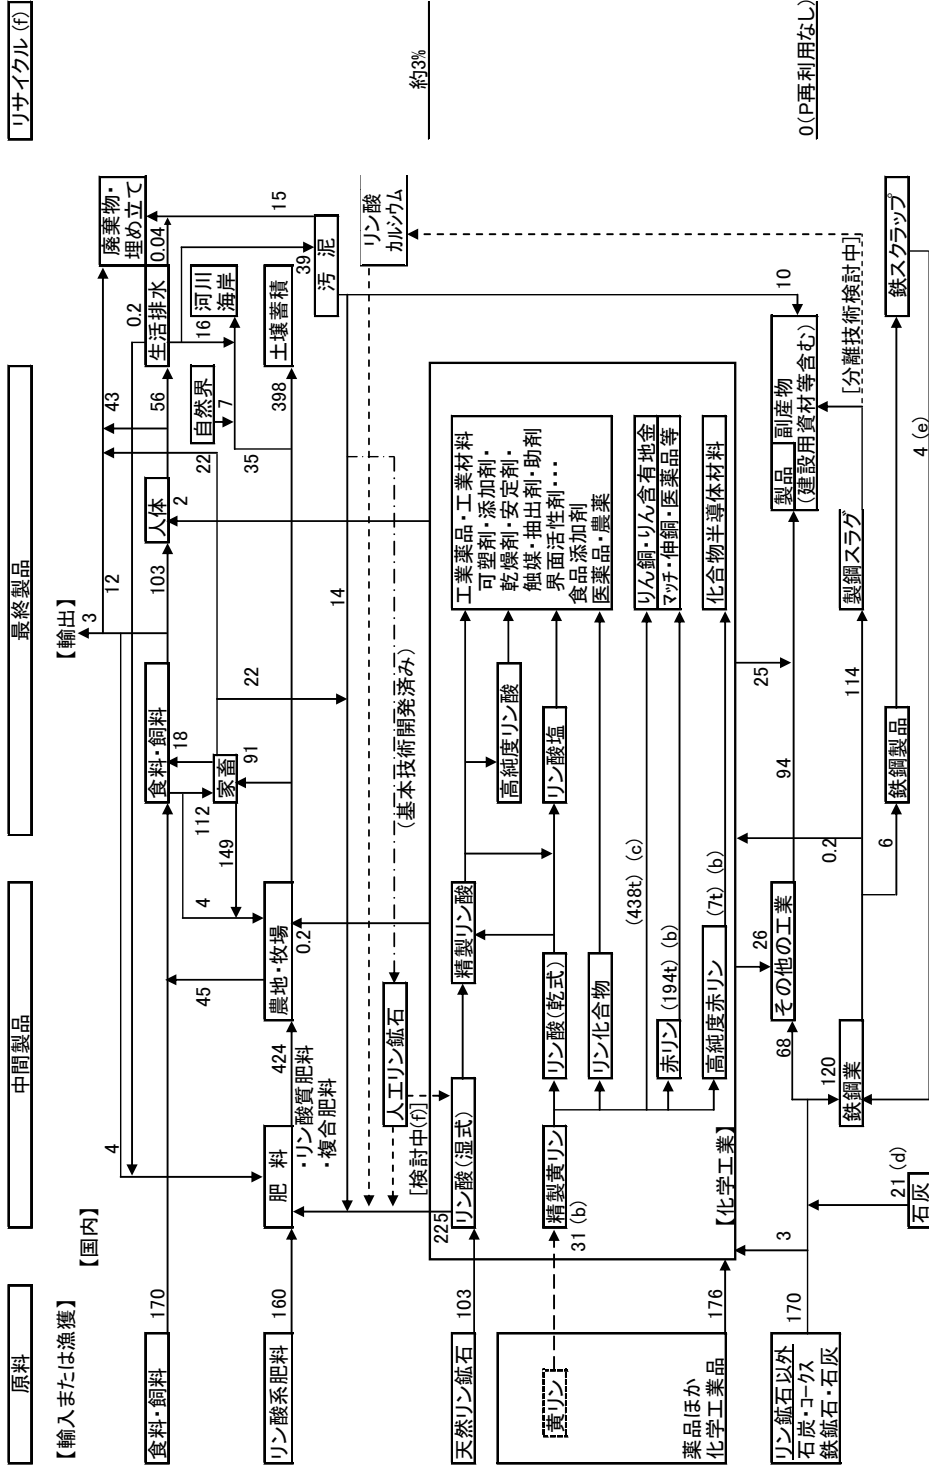 原料
中間製品
最終製品
リサイクル (f)
【輸入または漁獲】
【国内】
【輸出】
3
食料・飼料
170
4
45
4
112
149
食料・飼料
18
家畜
91
22
103
12
人体
2
22
43
56
自然界
7
35
0.2
生活排水
16
河川
海岸
0.04
廃棄物・
埋め立て
15
39
汚 泥
398
土壌蓄積
リン酸系肥料
160
肥 料
・リン酸質肥料
・複合肥料
424
農地・牧場
0.2
14
人工リン鉱石
[検討中(f)]
(基本技術開発済み)
リン酸
カルシウム
約3%
天然リン鉱石
103
225
リン酸(湿式)
精製リン酸
高純度リン酸
リン酸塩
工業薬品・工業材料
可塑剤・添加剤・
乾燥剤・安定剤・
触媒・抽出剤・助剤
界面活性剤・・・
食品添加剤
医薬品・農薬
黄リン
精製黄リン
31 (b)
リン酸(乾式)
リン化合物
(438t) (c)
りん銅・りん含有地金
赤リン
(194t) (b)
マッチ・伸銅・医薬品等
高純度赤リン
(7t) (b)
化合物半導体材料
【化学工業】
薬品ほか
化学工業品
176
26
25
10
リン鉱石以外
石炭・コークス
鉄鉱石・石灰
170
3
68
その他の工業
94
製品
副産物
(建設用資材等含む)
0(P再利用なし)
120
鉄鋼業
0.2
114
製鋼スラグ
[分離技術検討中]
石灰
21 (d)
6
鉄鋼製品
鉄スクラップ
4 (e)